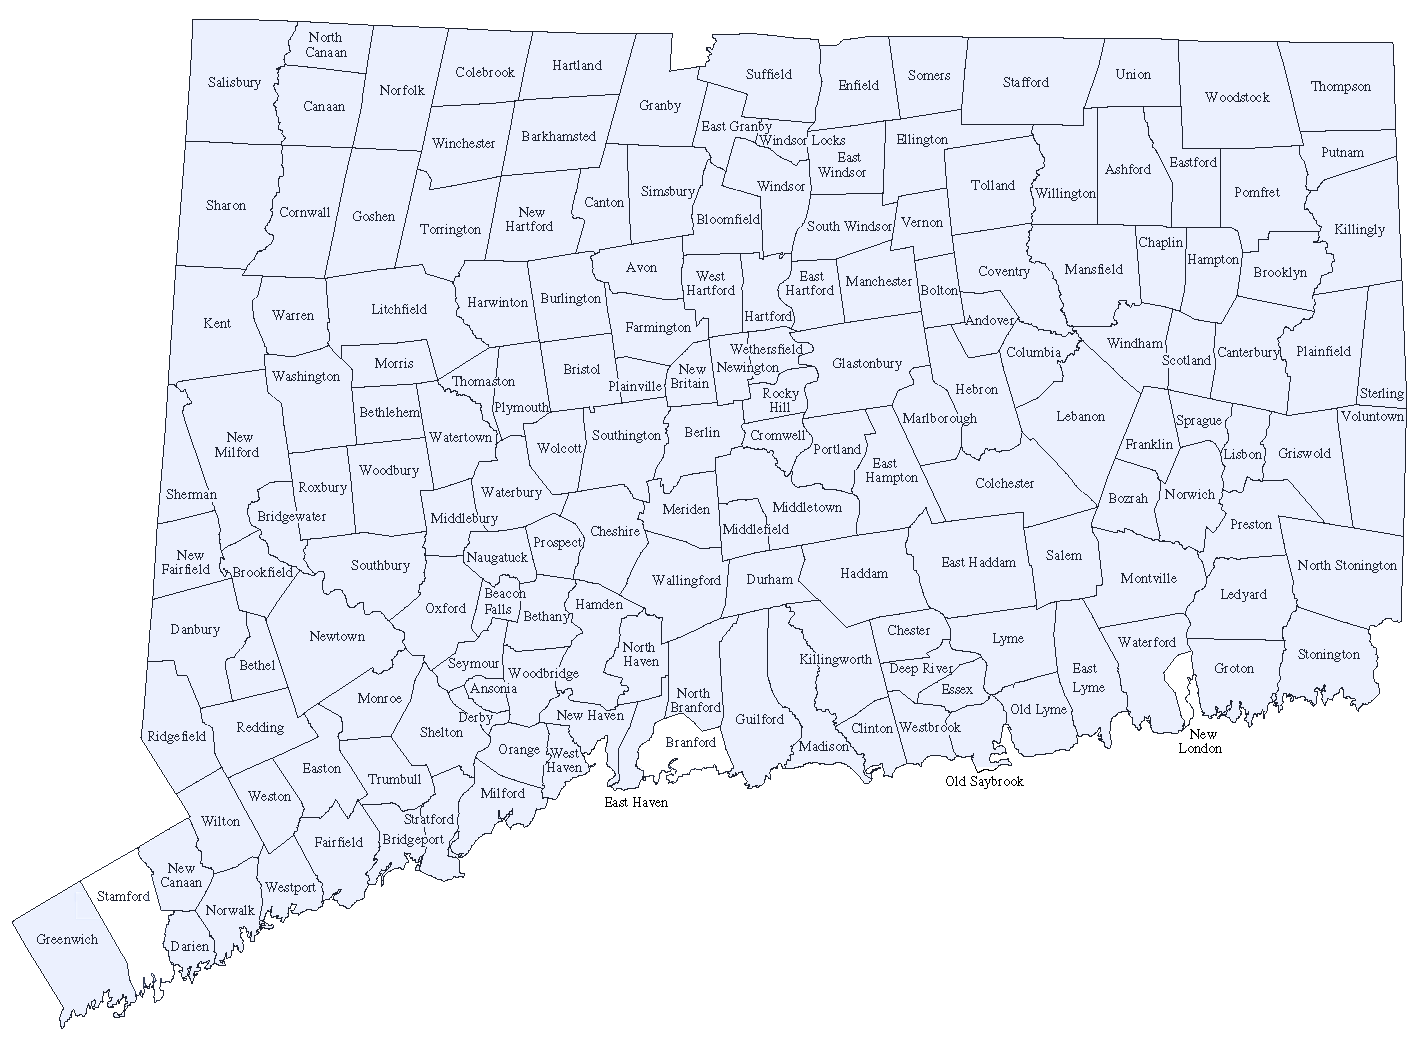 North
Canaan
Salisbury
Canaan
Norfolk
Colebrook
Hartland
Granby
Suffield
Enfield
Somers
Stafford
Union
Woodstock
Thompson
Winchester
Barkhamsted
East Granby
Windsor Locks
East
Windsor
Ellington
Tolland
Willington
Ashford
Eastford
Pomfret
Putnam
Sharon
Cornwall
Goshen
Torrington
New
Hartford
Canton
Simsbury
Bloomfield
Windsor
South Windsor
Vernon
Killingly
Kent
Warren
Litchfield
Harwinton
Burlington
Avon
West
Hartford
Hartford
East
Hartford
Manchester
Bolton
Coventry
Mansfield
Chaplin
Hampton
Brooklyn
Washington
Morris
Thomaston
Plymouth
Bristol
Farmington
Plainville
New
Britain
Newington
Wethersfield
Rocky
Hill
Glastonbury
Andover
Columbia
Hebron
Windham
Scotland
Canterbury
Plainfield
Sterling
Voluntown
New
Milford
Bethlehem
Watertown
Wolcott
Southington
Berlin
Cromwell
Portland
East
Hampton
Marlborough
Lebanon
Franklin
Sprague
Lisbon
Griswold
Sherman
Bridgewater
Roxbury
Woodbury
Middlebury
Waterbury
Cheshire
Meriden
Middlefield
Middletown
Colchester
Bozrah
Norwich
Preston
New
Fairfield
Brookfield
Southbury
Naugatuck
Prospect
Wallingford
Durham
Haddam
East Haddam
Salem
Montville
Ledyard
North Stonington
Danbury
Bethel
Newtown
Oxford
Beacon
Falls
Bethany
Hamden
North
Haven
Killingworth
Chester
Deep River
Essex
Lyme
East
Lyme
Waterford
Groton
Stonington
Ridgefield
Redding
Monroe
Seymour
Ansonia
Derby
Woodbridge
New Haven
North
Branford
Branford
Guilford
Madison
Clinton
Westbrook
Old Lyme
New
London
Old Saybrook
East Haven
Shelton
Orange
West
Haven
Milford
Easton
Trumbull
Weston
Wilton
Stratford
Bridgeport
Fairfield
Westport
New
Canaan
Norwalk
Stamford
Darien
Greenwich